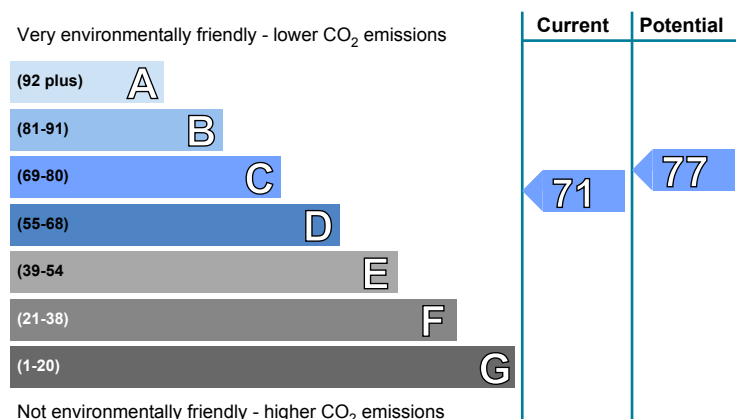 Very environmentally friendly - lower CO₂ emissions
Current
Potential
(92 plus) A
(81-91) B
(69-80) C
(55-68) D
(39-54 E
(21-38) F
(1-20) G
71
77
Not environmentally friendly - higher CO₂ emissions